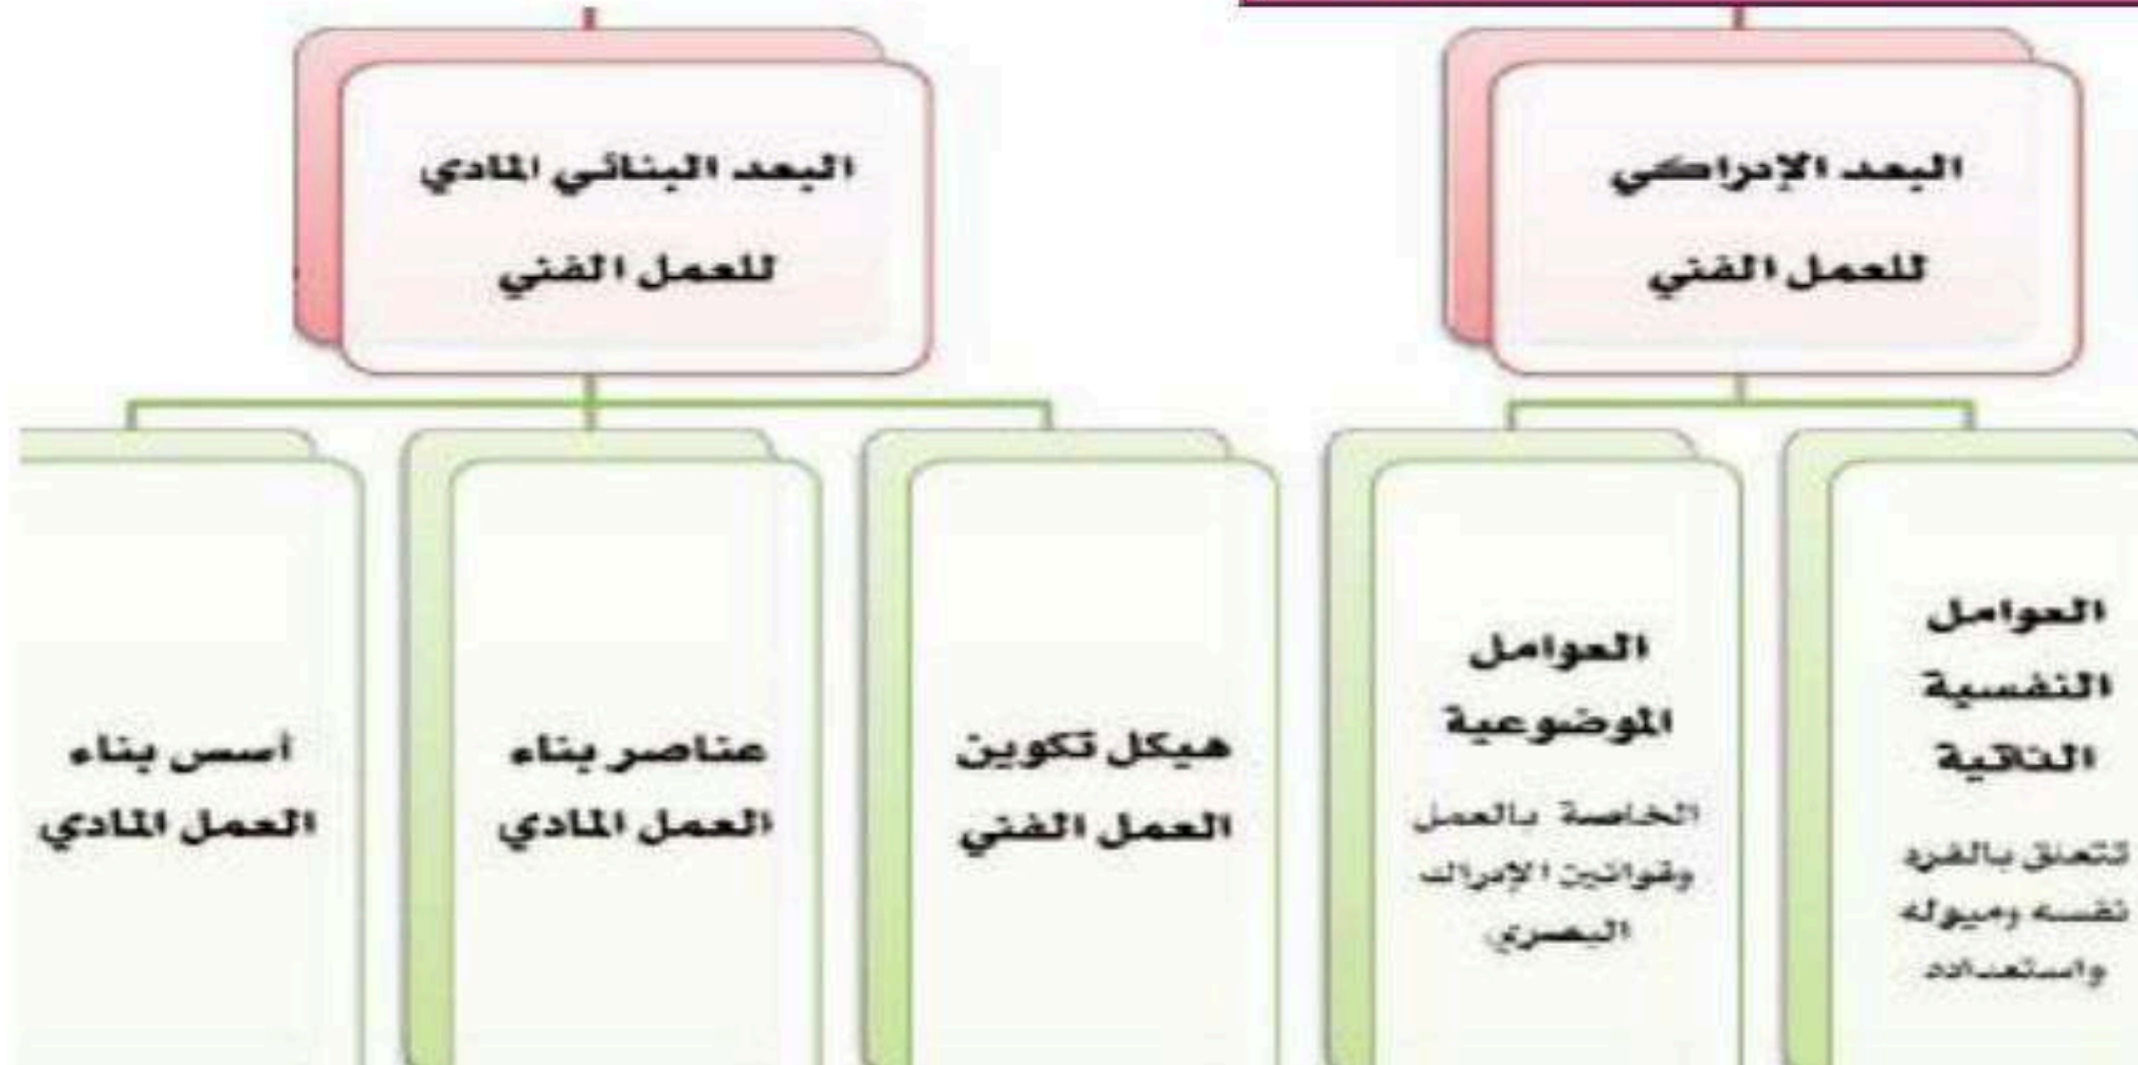 البعد الإدراكي
للعمل الفني
البعد البنائي المادي
للعمل الفني
العوامل
النفسية
الذاتية
تتعلق بالفرد
نفسه وميوله
العوامل
الموضوعية
الخاصة بالعمل
وقوانين الإدراك
البصري
هيكل تكوين
العمل الفني
عناصر بناء
العمل المادي
أسس بناء
العمل المادي